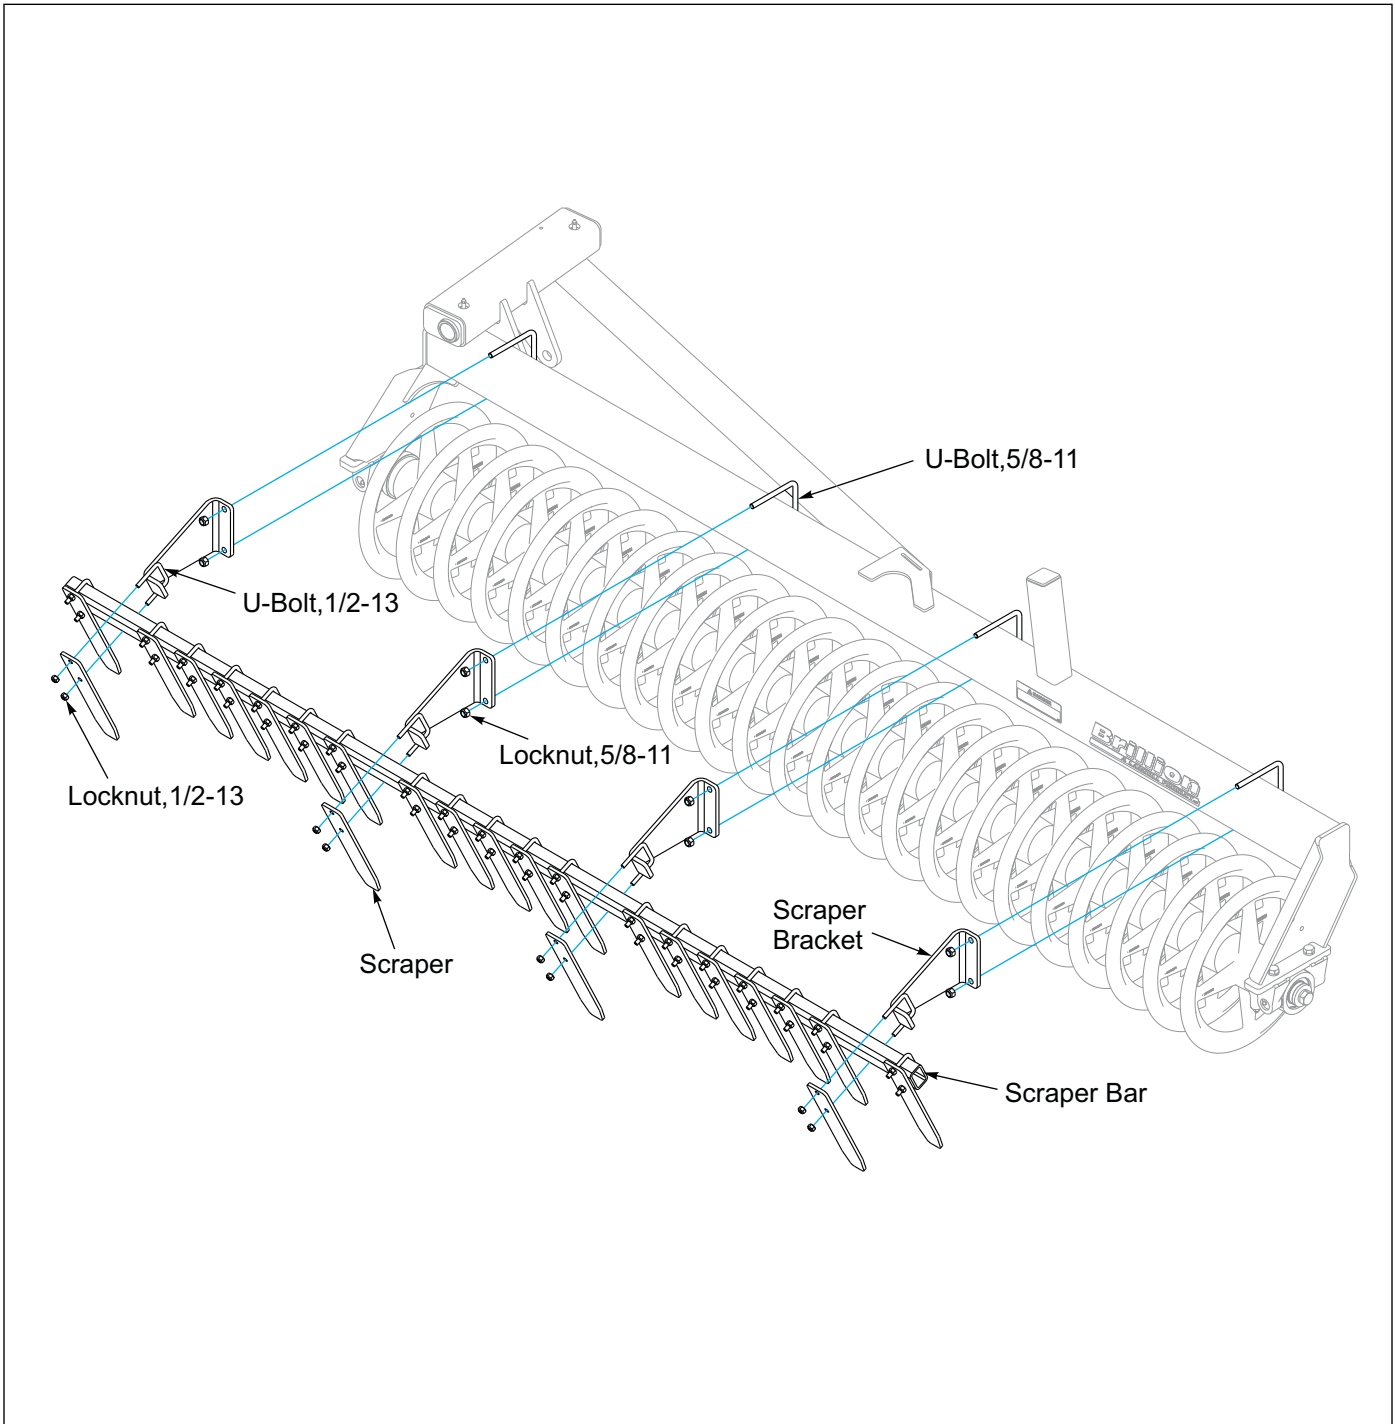 U-Bolt,5/8-11
U-Bolt,1/2-13
Locknut,5/8-11
Locknut,1/2-13
Scraper
Bracket
Scraper
Scraper Bar
Brillion